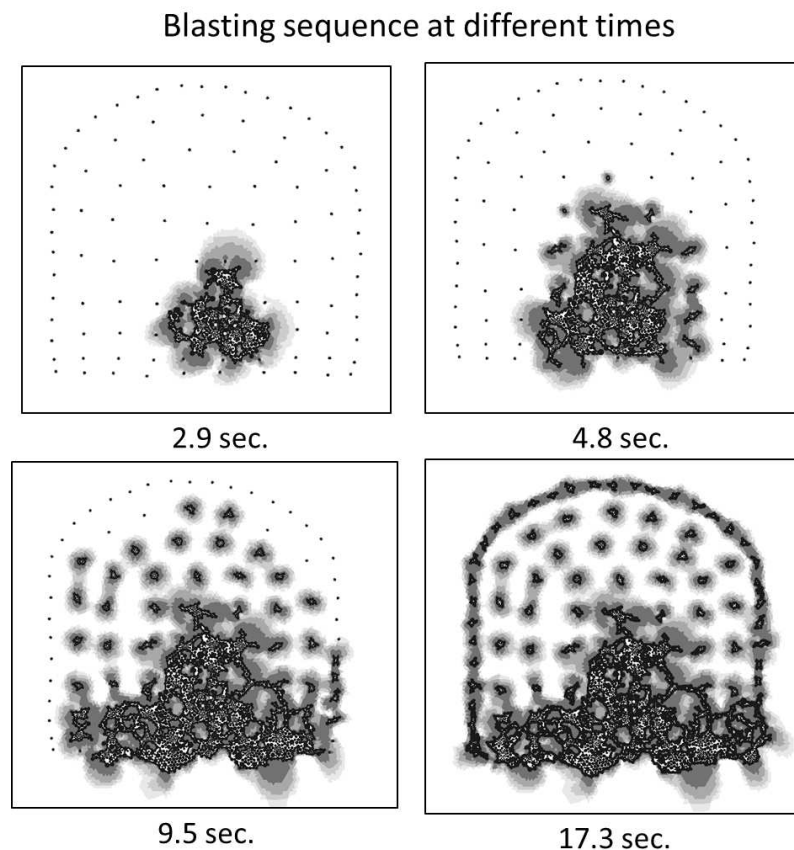 Blasting sequence at different times
2.9 sec.
4.8 sec.
9.5 sec.
17.3 sec.